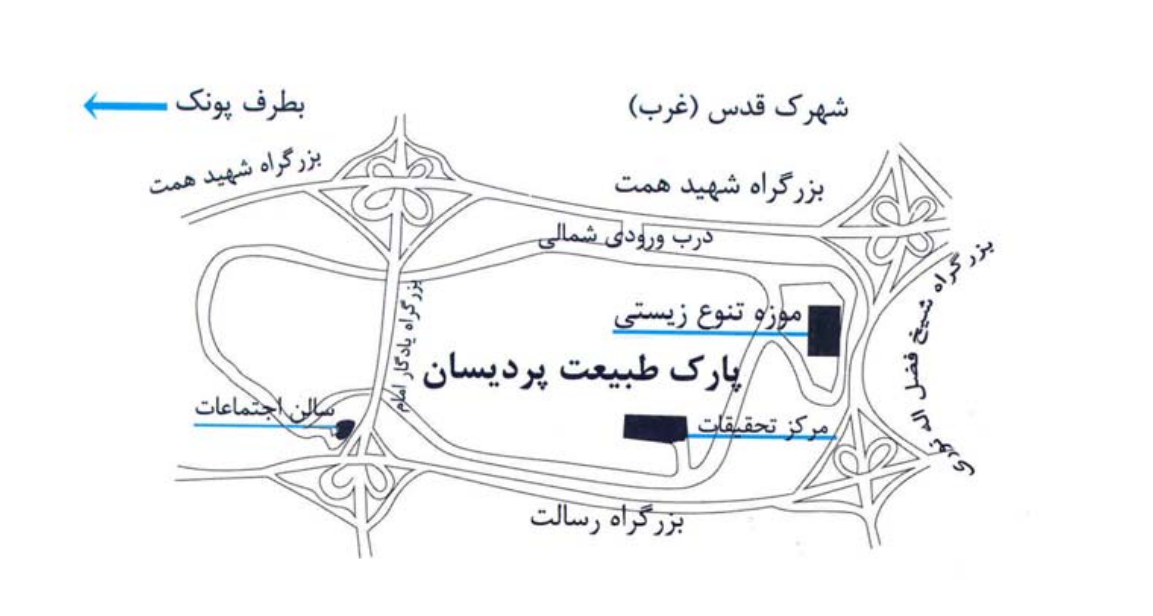 شهرک قدس (غرب)
بطرف پونک
بزرگراه شهید همت
بزرگراه شهید همت
درب ورودی شمالی
بزرگراه شیخ فضل اله نوری
موزه تنوع زیستی
بزرگراه یادگار امام
پارک طبیعت پردیسان
سالن اجتماعات
مرکز تحقیقات
بزرگراه رسالت